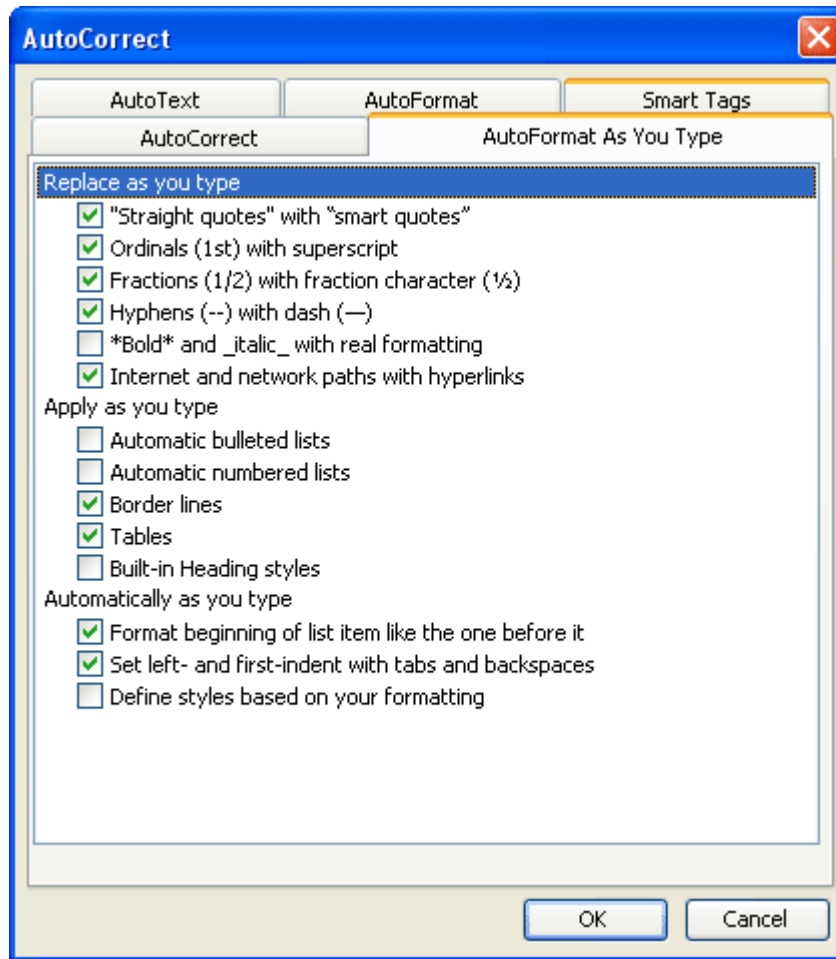 AutoCorrect
AutoText AutoFormat Smart Tags
AutoCorrect AutoFormat As You Type
Replace as you type
"Straight quotes" with “smart quotes”
Ordinals (1st) with superscript
Fractions (1/2) with fraction character (½)
Hyphens (--) with dash (—)
*Bold* and _italic_ with real formatting
Internet and network paths with hyperlinks
Apply as you type
Automatic bulleted lists
Automatic numbered lists
Border lines
Tables
Built-in Heading styles
Automatically as you type
Format beginning of list item like the one before it
Set left- and first-indent with tabs and backspaces
Define styles based on your formatting
OK Cancel